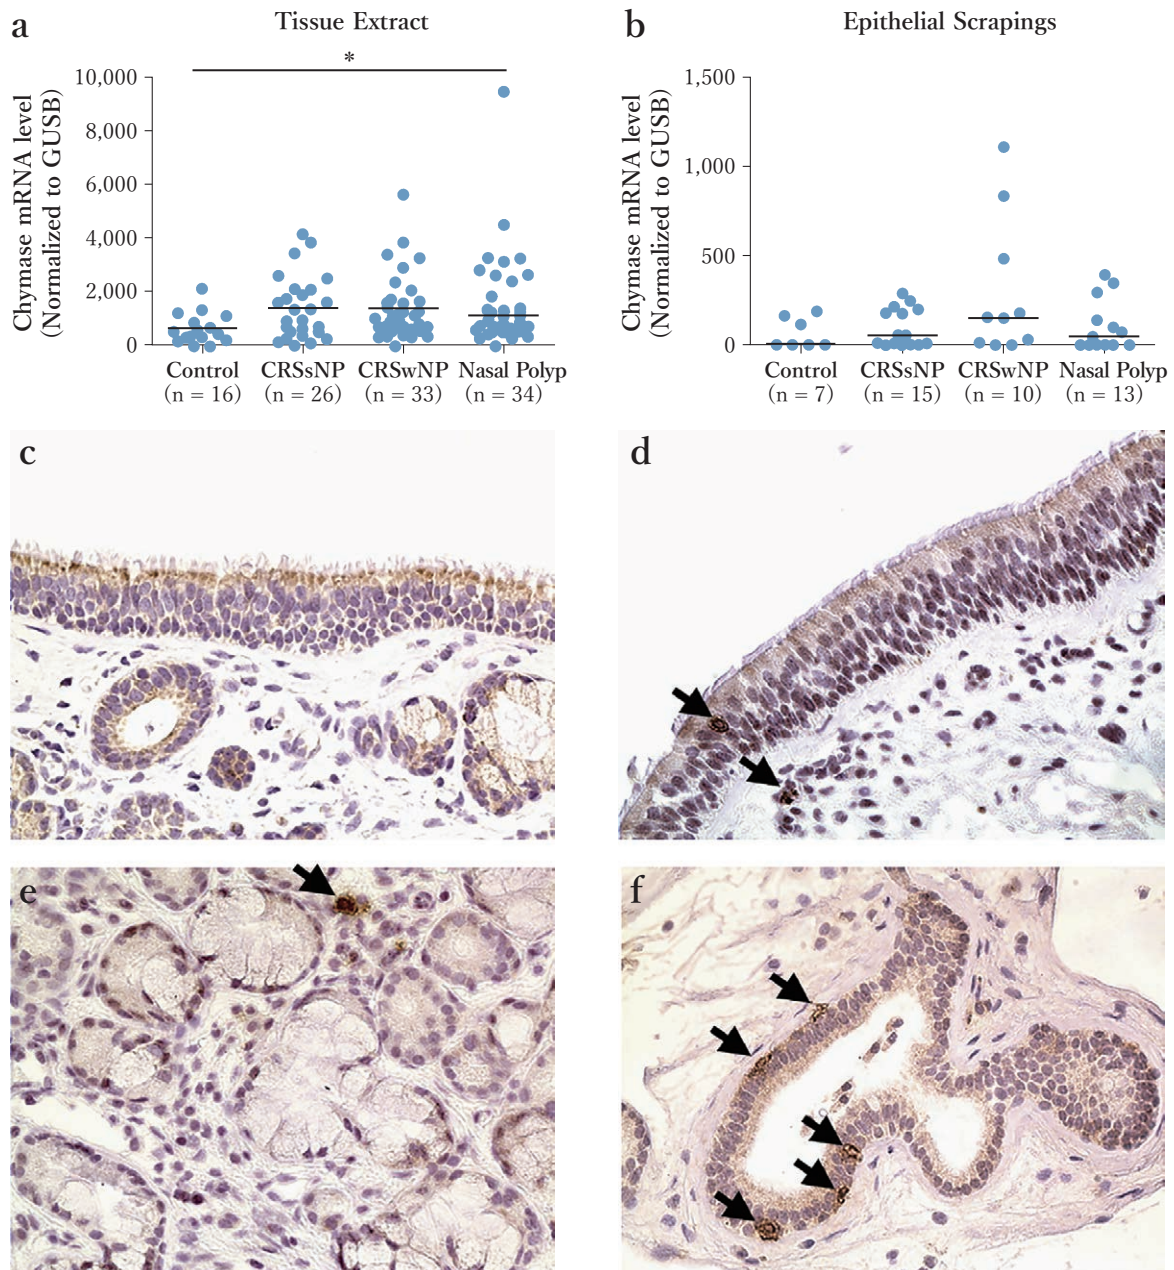 a
Tissue Extract
*
Chymase mRNA level
(Normalized to GUSB)
10,000
8,000
6,000
4,000
2,000
0
Control
(n = 16)
CRSsNP
(n = 26)
CRSwNP
(n = 33)
Nasal Polyp
(n = 34)
b
Epithelial Scrapings
Chymase mRNA level
(Normalized to GUSB)
1,500
1,000
500
0
Control
(n = 7)
CRSsNP
(n = 15)
CRSwNP
(n = 10)
Nasal Polyp
(n = 13)
c
d
e
f